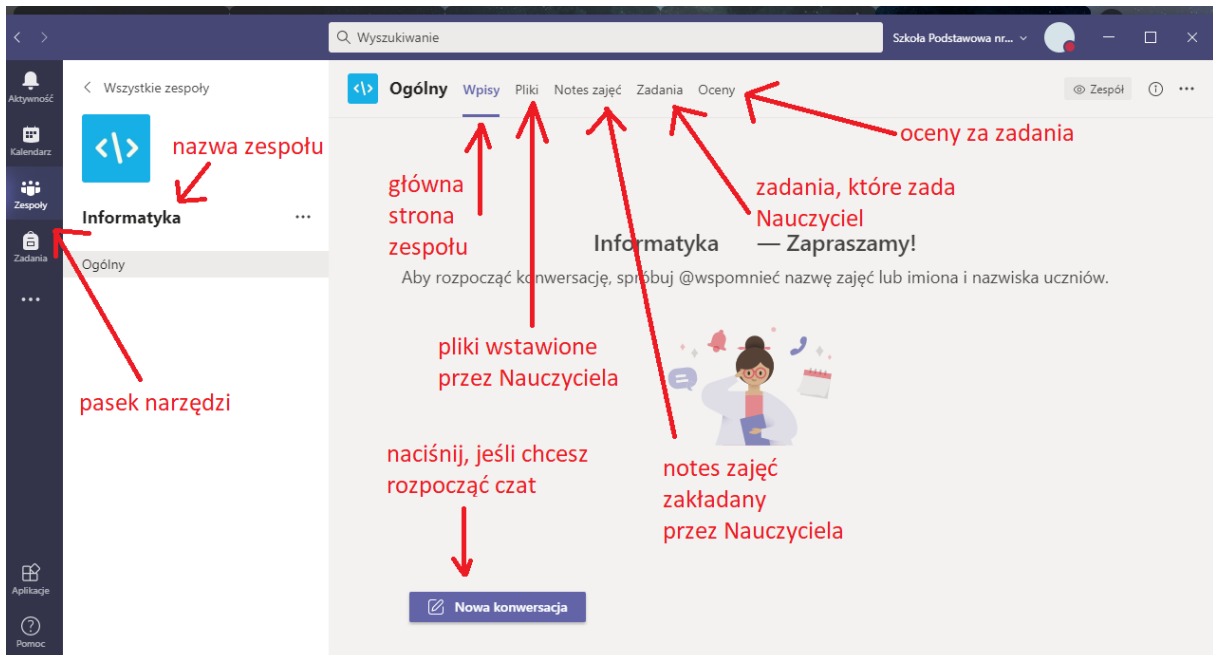 Wyszukiwanie
Szkoła Podstawowa nr...
Aktywność
Kalendarz
Zespoły
Zadania
Aplikacje
Pomoc
Wszystkie zespoły
nazwa zespołu
Informatyka
Ogólny
pasek narzędzi
Ogólny Wpisy Pliki Notes zajęć Zadania Oceny
Zespół
oceny za zadania
główna
strona
zespołu
zadania, które zada
Nauczyciel
Informatyka — Zapraszamy!
Aby rozpocząć konwersację, spróbuj @wspomnieć nazwę zajęć lub imiona i nazwiska uczniów.
pliki wstawione
przez Nauczyciela
naciśnij, jeśli chcesz
rozpocząć czat
notes zajęć
zakładany
przez Nauczyciela
Nowa konwersacja